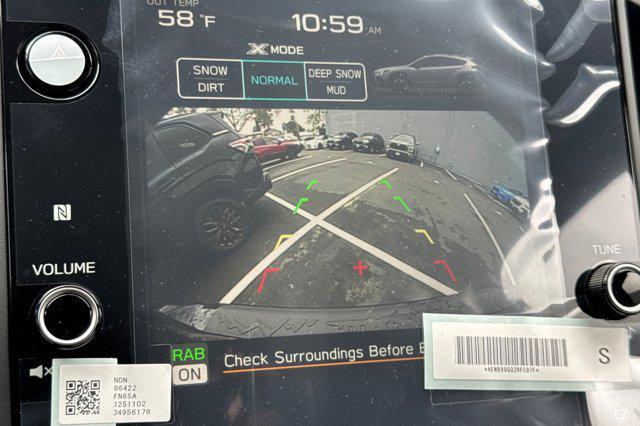 OUT TEMP
58 °F
10:59 AM
X MODE
SNOW
DIRT
NORMAL
DEEP SNOW
MUD
VOLUME
TUNE
RAB
ON
Check Surroundings Before
NDN
86422
FN65A
1251102
34956178
S